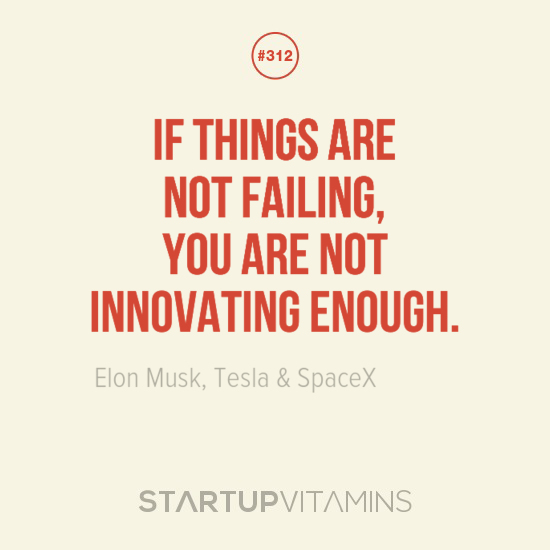 #312
IF THINGS ARE
NOT FAILING,
YOU ARE NOT
INNOVATING ENOUGH.
Elon Musk, Tesla & SpaceX
STARTUPVITAMINS